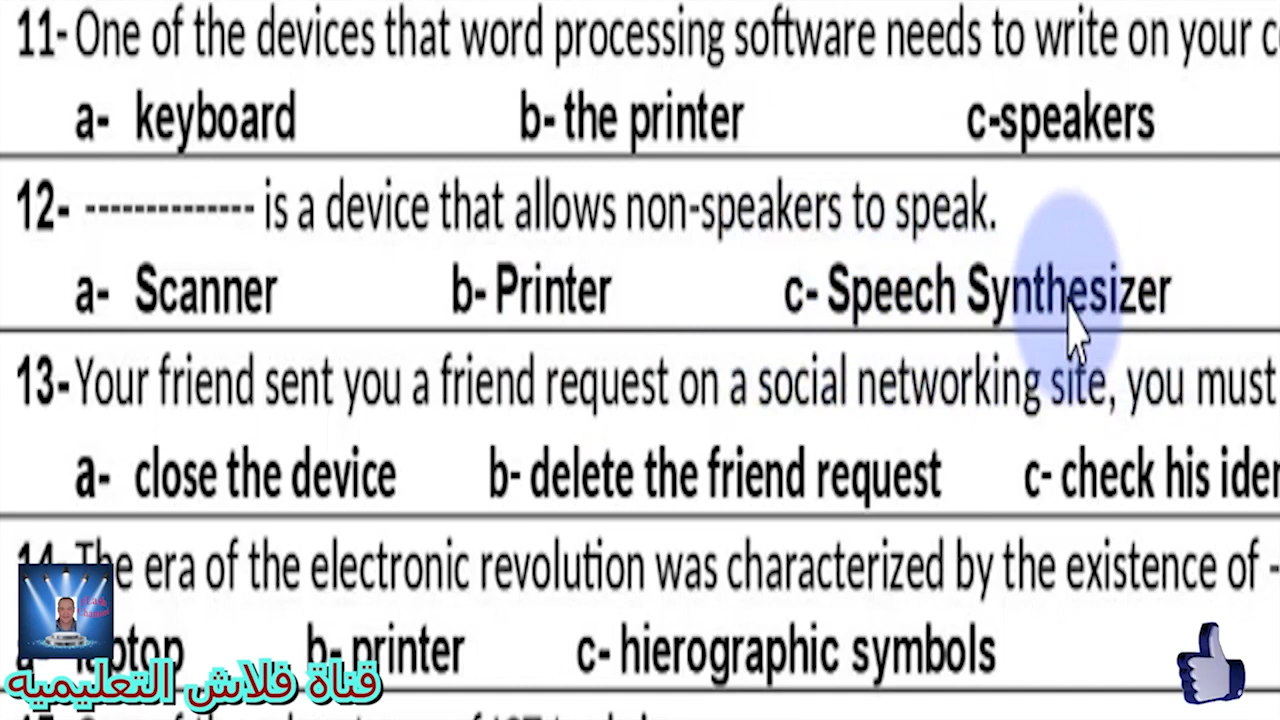 11- One of the devices that word processing software needs to write on your
a- keyboard b- the printer c-speakers
12- -------------- is a device that allows non-speakers to speak.
a- Scanner b- Printer c- Speech Synthesizer
13- Your friend sent you a friend request on a social networking site, you must
a- close the device b- delete the friend request c- check his
14- The era of the electronic revolution was characterized by the existence of -
laptop b- printer c- hierographic symbols
قناة فلاش التعليمية